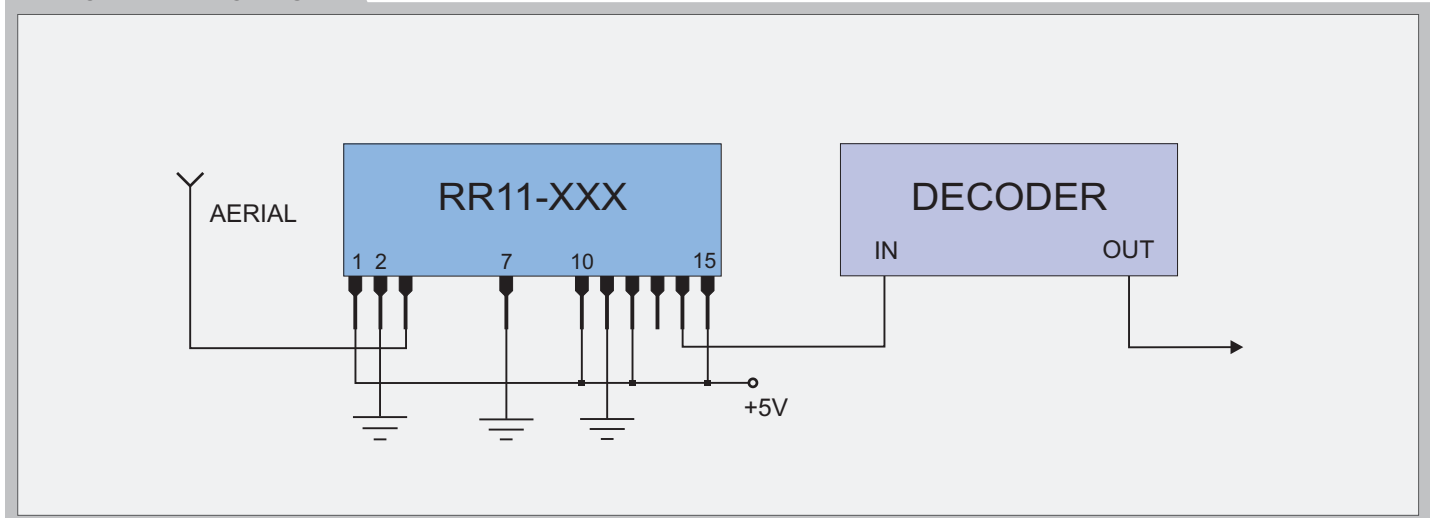 RR11-XXX
DECODER
AERIAL
1 2 7 10 15
IN OUT
+5V